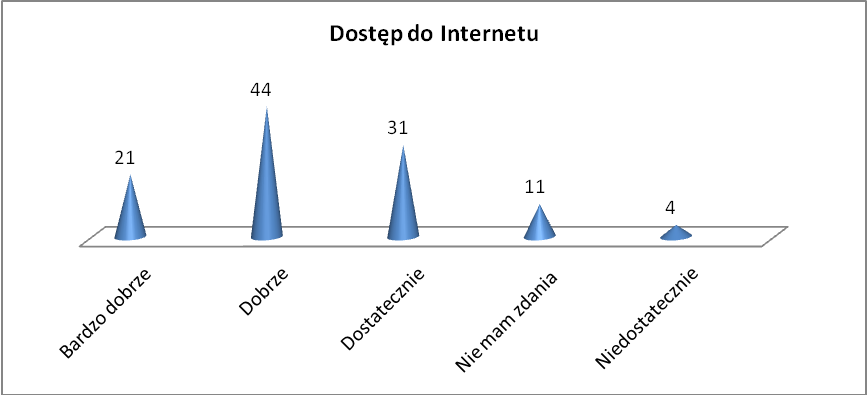 Dostęp do Internetu
44
31
21
11
4
Bardzo dobrze
Dobrze
Dostatecznie
Nie mam zdania
Niedostatecznie